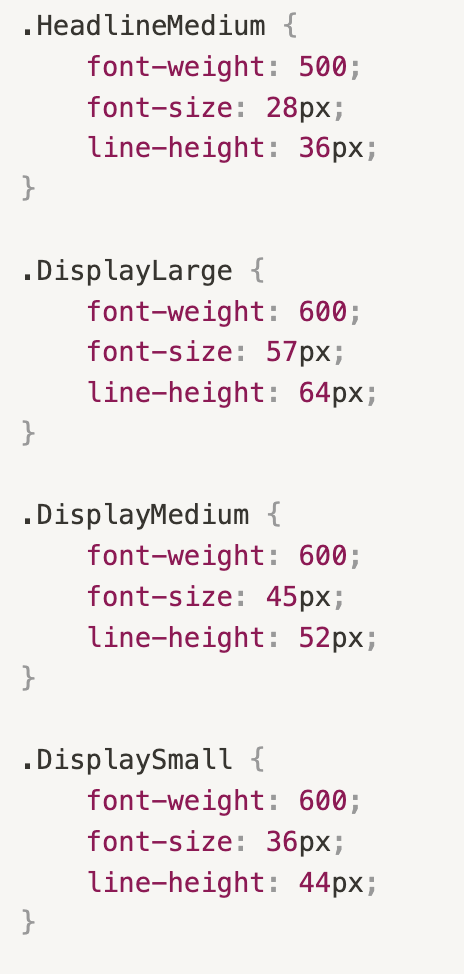 .HeadlineMedium {
    font-weight: 500;
    font-size: 28px;
    line-height: 36px;
}

.DisplayLarge {
    font-weight: 600;
    font-size: 57px;
    line-height: 64px;
}

.DisplayMedium {
    font-weight: 600;
    font-size: 45px;
    line-height: 52px;
}

.DisplaySmall {
    font-weight: 600;
    font-size: 36px;
    line-height: 44px;
}